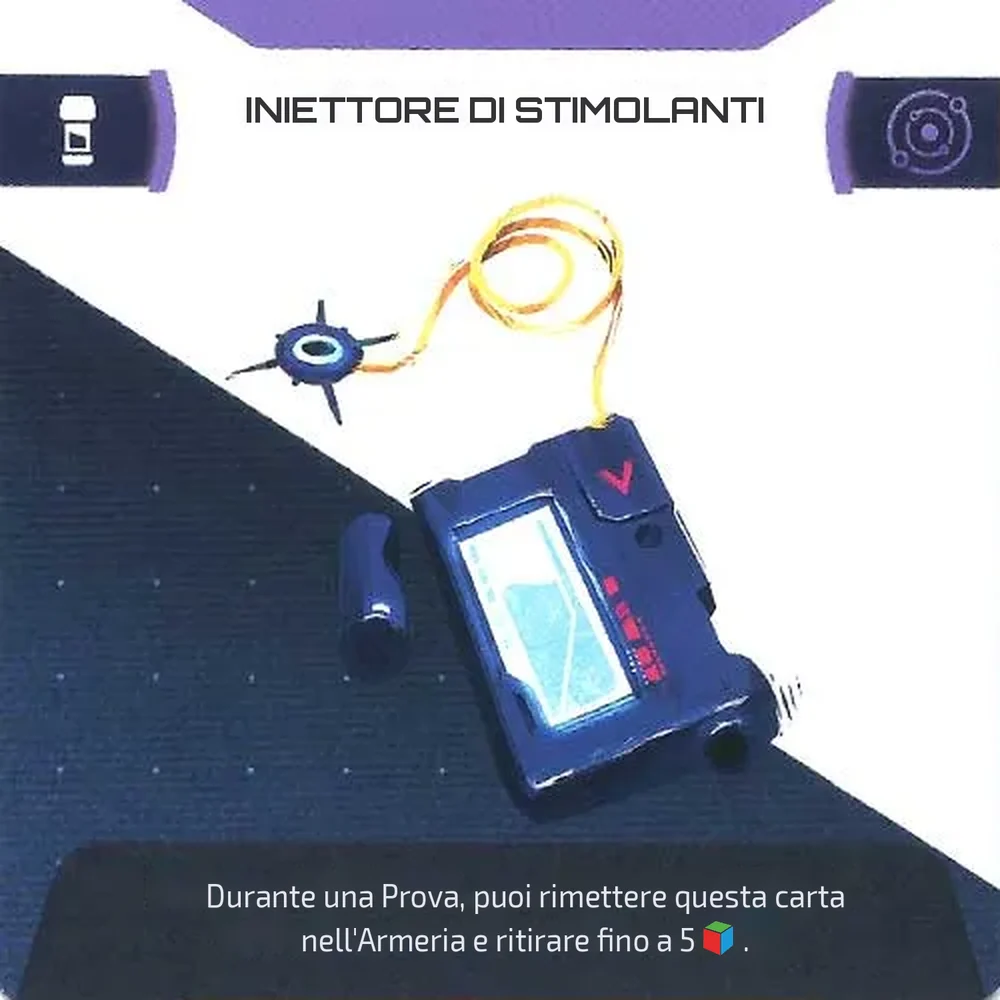 INIETTORE DI STIMOLANTI
Durante una Prova, puoi rimettere questa carta
nell'Armeria e ritirare fino a 5 .